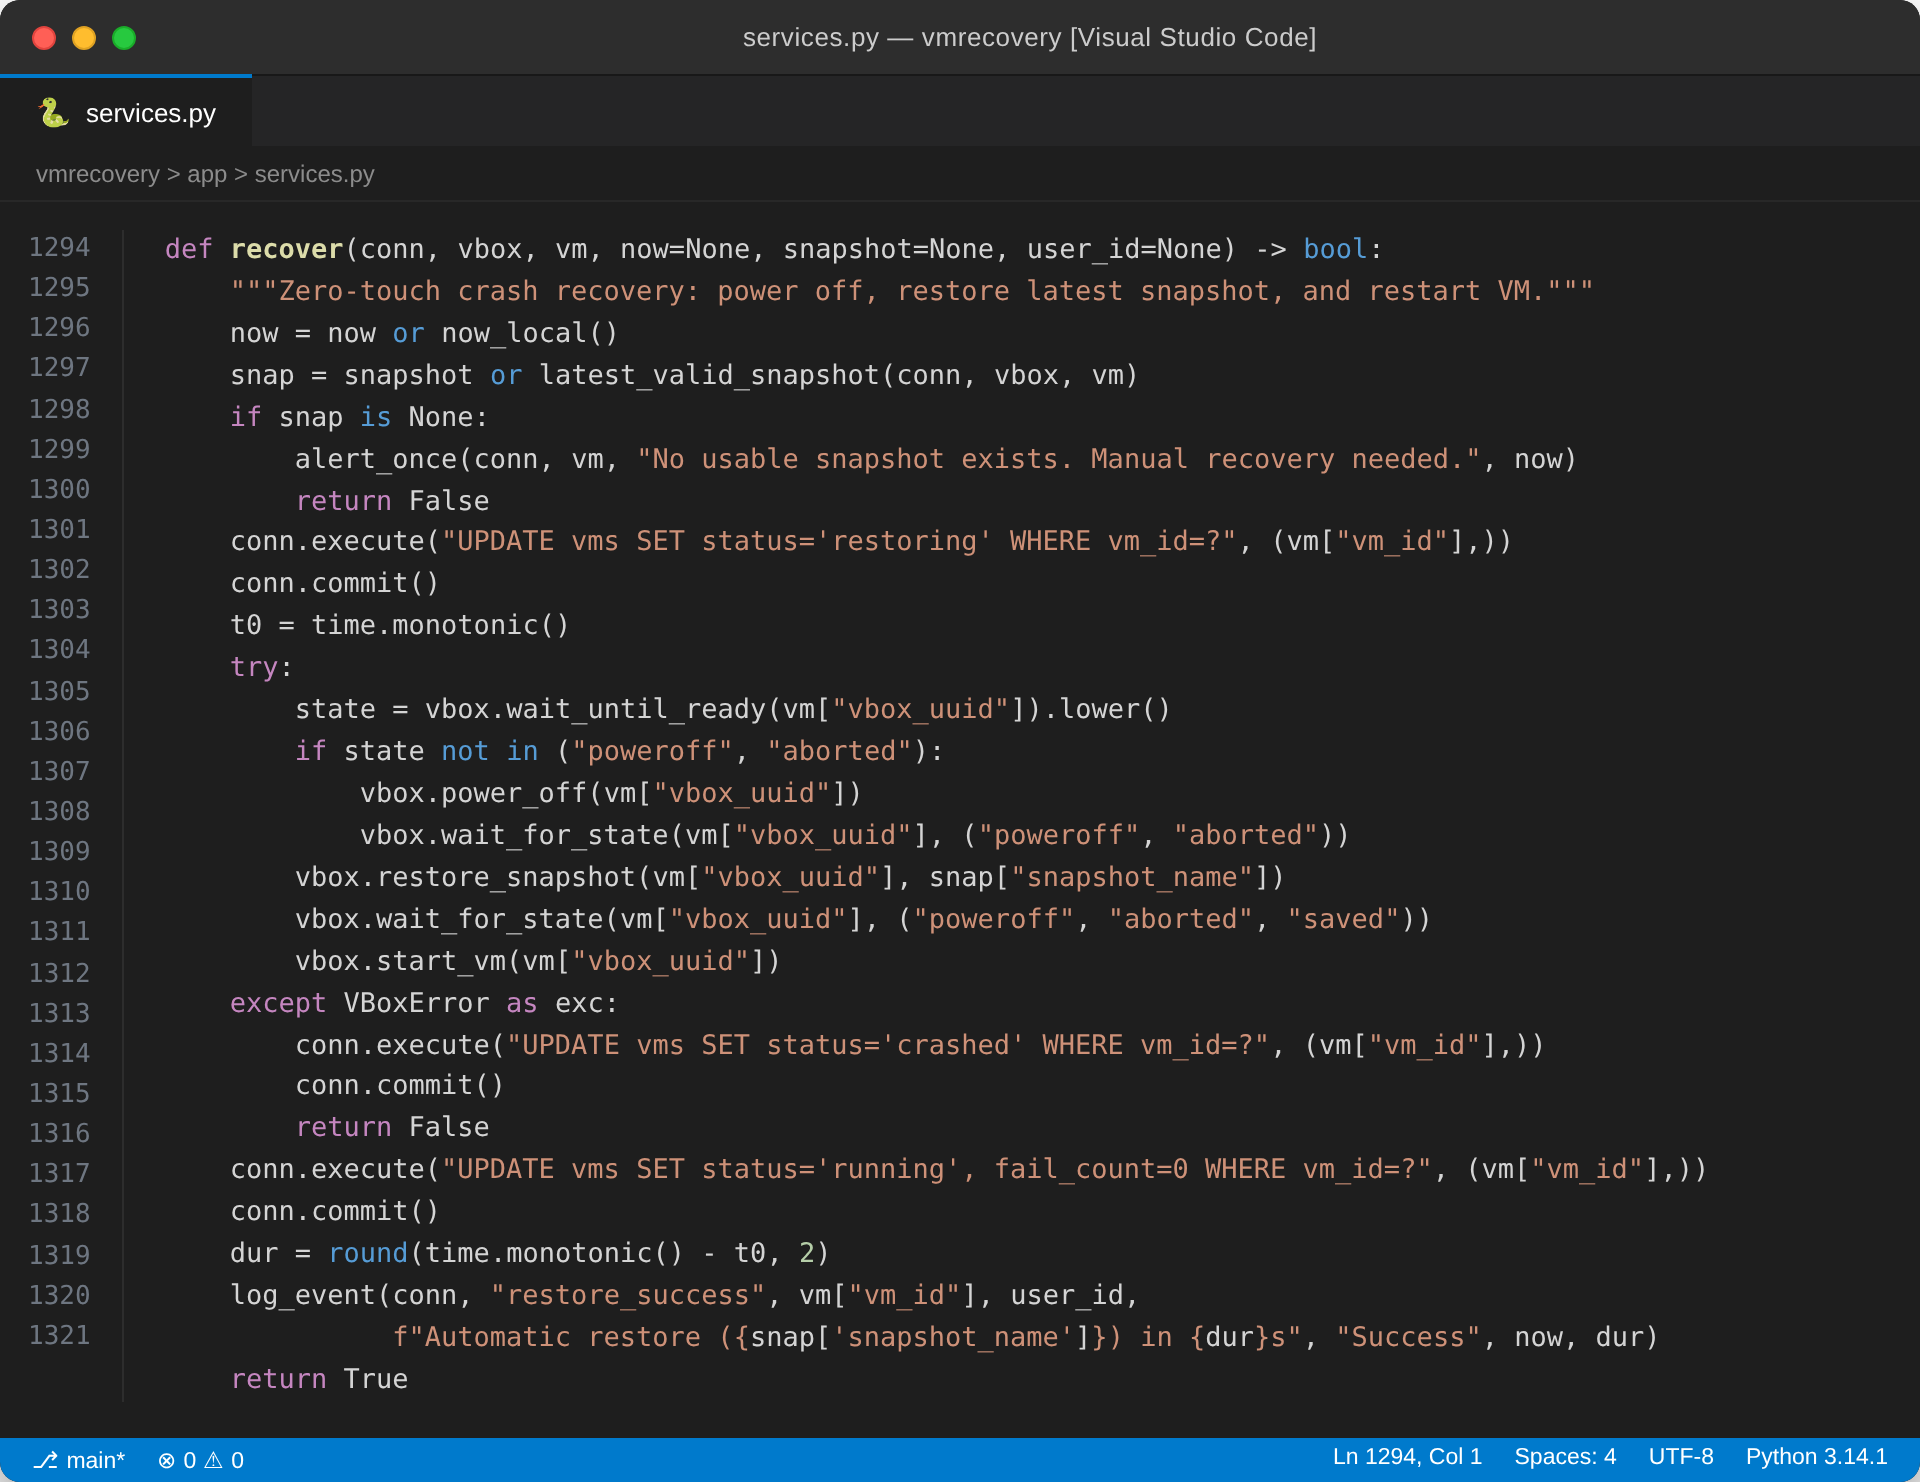 services.py — vmrecovery [Visual Studio Code]
services.py
vmrecovery > app > services.py
1294 def recover(conn, vbox, vm, now=None, snapshot=None, user_id=None) -> bool:
1295     """Zero-touch crash recovery: power off, restore latest snapshot, and restart VM."""
1296     now = now or now_local()
1297     snap = snapshot or latest_valid_snapshot(conn, vbox, vm)
1298     if snap is None:
1299         alert_once(conn, vm, "No usable snapshot exists. Manual recovery needed.", now)
1300         return False
1301     conn.execute("UPDATE vms SET status='restoring' WHERE vm_id=?", (vm["vm_id"],))
1302     conn.commit()
1303     t0 = time.monotonic()
1304     try:
1305         state = vbox.wait_until_ready(vm["vbox_uuid"]).lower()
1306         if state not in ("poweroff", "aborted"):
1307             vbox.power_off(vm["vbox_uuid"])
1308             vbox.wait_for_state(vm["vbox_uuid"], ("poweroff", "aborted"))
1309         vbox.restore_snapshot(vm["vbox_uuid"], snap["snapshot_name"])
1310         vbox.wait_for_state(vm["vbox_uuid"], ("poweroff", "aborted", "saved"))
1311         vbox.start_vm(vm["vbox_uuid"])
1312     except VBoxError as exc:
1313         conn.execute("UPDATE vms SET status='crashed' WHERE vm_id=?", (vm["vm_id"],))
1314         conn.commit()
1315         return False
1316     conn.execute("UPDATE vms SET status='running', fail_count=0 WHERE vm_id=?", (vm["vm_id"],))
1317     conn.commit()
1318     dur = round(time.monotonic() - t0, 2)
1319     log_event(conn, "restore_success", vm["vm_id"], user_id,
1320               f"Automatic restore ({snap['snapshot_name']}) in {dur}s", "Success", now, dur)
1321     return True
main* ⊗ 0 ⚠ 0 Ln 1294, Col 1 Spaces: 4 UTF-8 Python 3.14.1